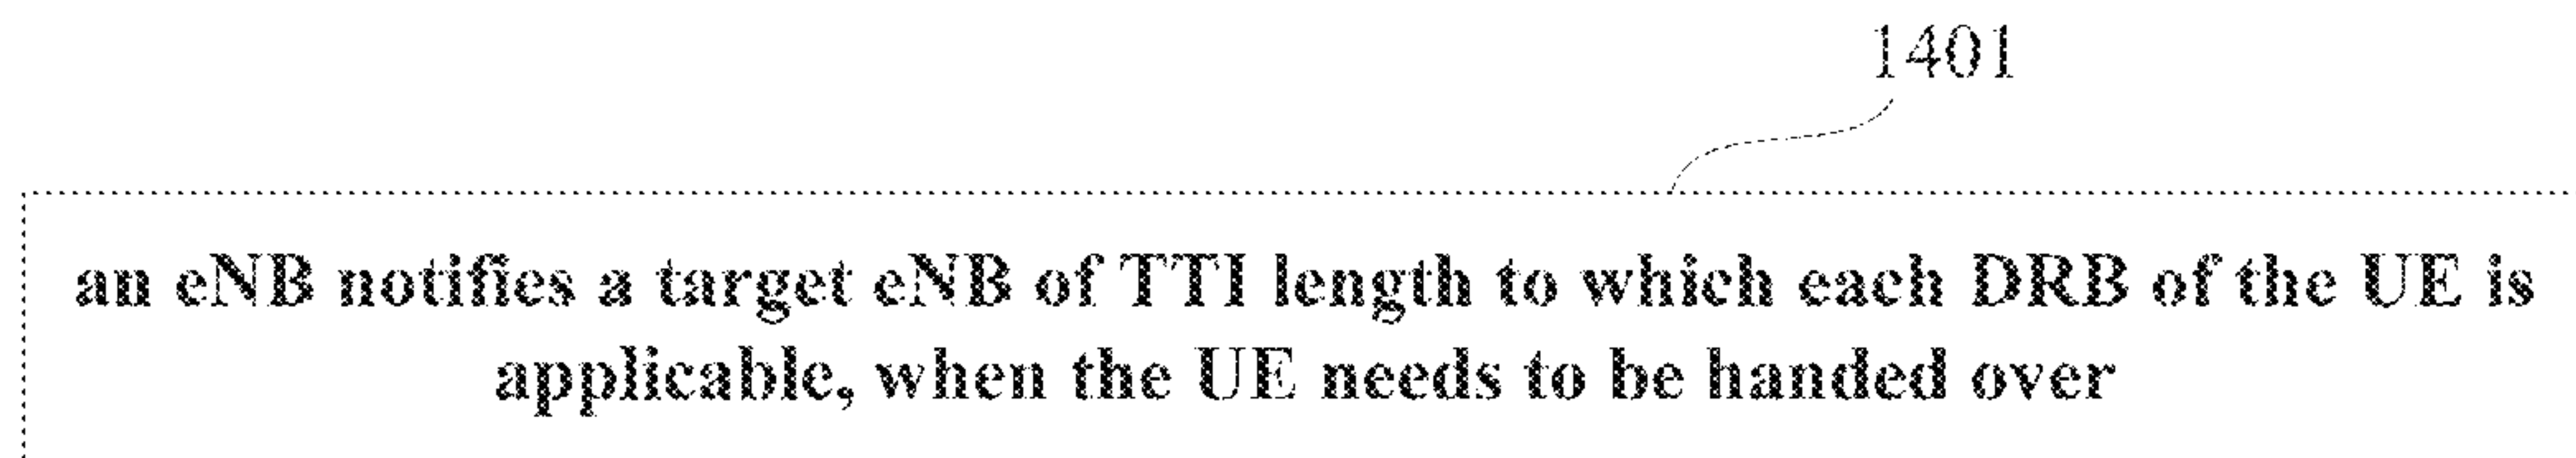 1401
an eNB notifies a target eNB of TTI length to which each DRB of the UE is
applicable, when the UE needs to be handed over